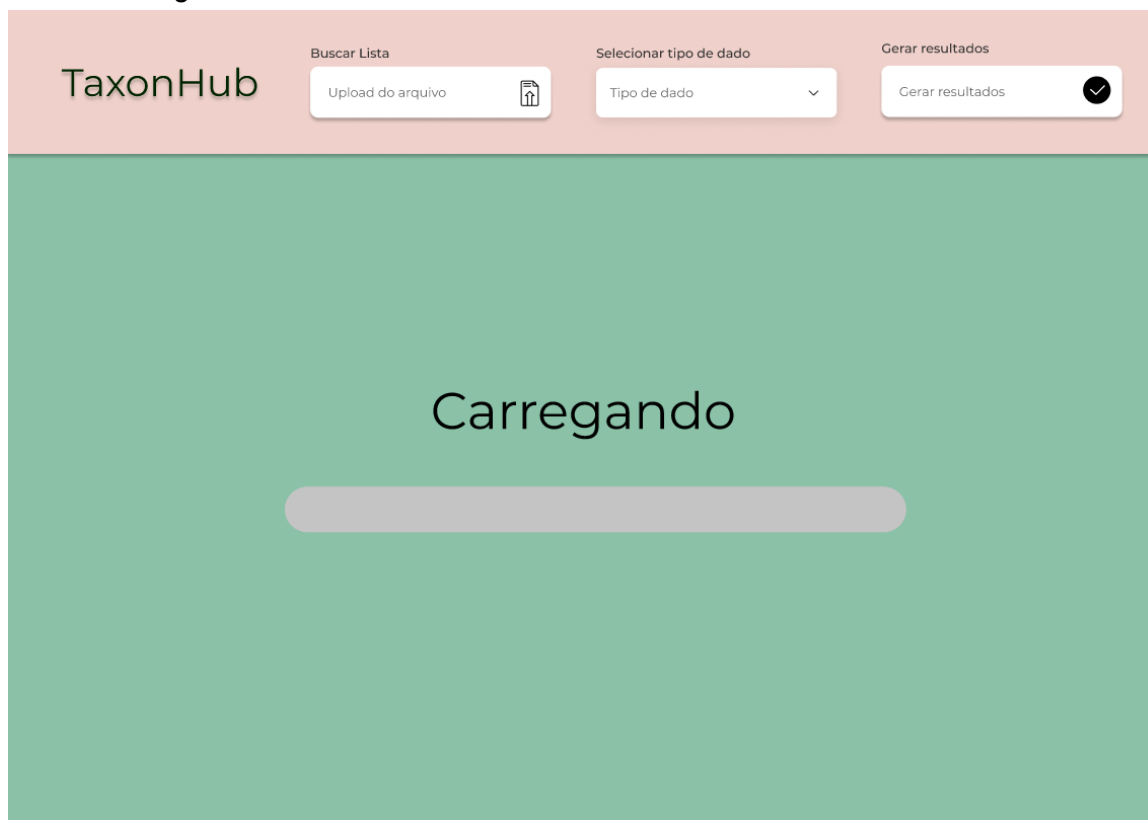 TaxonHub
Buscar Lista
Upload do arquivo
Selecionar tipo de dado
Tipo de dado
Gerar resultados
Gerar resultados
Carregando